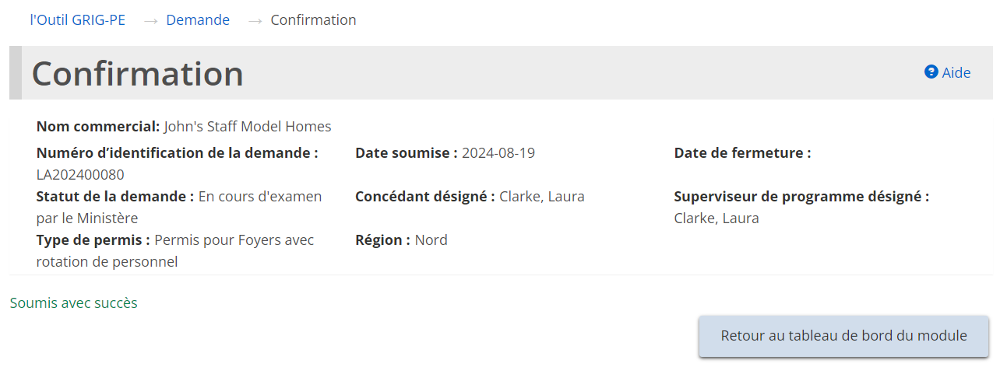 l'Outil GRIG-PE → Demande → Confirmation
Confirmation
Aide
Nom commercial: John's Staff Model Homes
Numéro d’identification de la demande : Date soumise : 2024-08-19 Date de fermeture :
LA202400080
Statut de la demande : En cours d'examen Concédant désigné : Clarke, Laura Superviseur de programme désigné :
par le Ministère Clarke, Laura
Type de permis : Permis pour Foyers avec Région : Nord
rotation de personnel
Soumis avec succès
Retour au tableau de bord du module